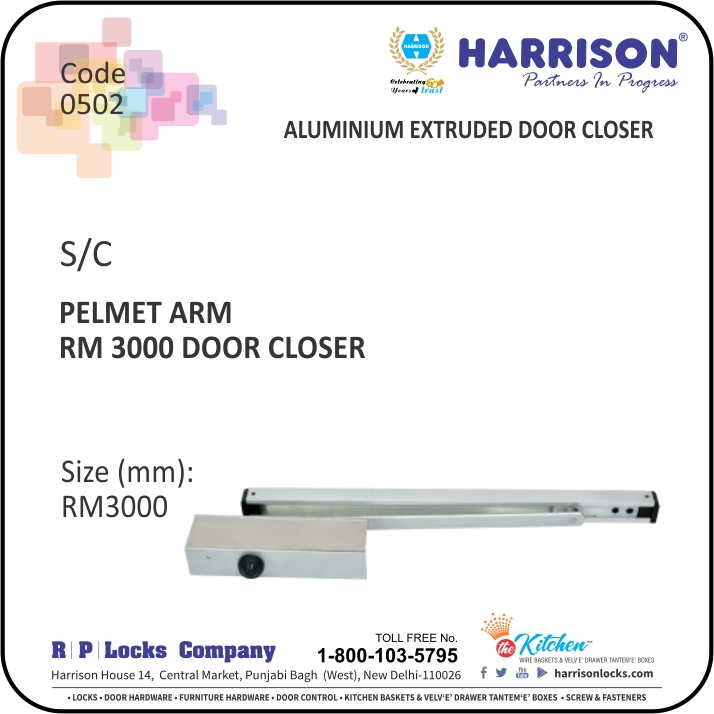 Code
0502
HARRISON
HARRISON®
Celebrating
Years of trust
Partners In Progress
ALUMINIUM EXTRUDED DOOR CLOSER
S/C
PELMET ARM
RM 3000 DOOR CLOSER
Size (mm):
RM3000
R|P|Locks Company
TOLL FREE No.
1-800-103-5795
the Kitchen™
WIRE BASKETS & VELV'E' DRAWER TANTEM'E' BOXES
Harrison House 14, Central Market, Punjabi Bagh (West), New Delhi-110026
f You Tube harrisonlocks.com
• LOCKS • DOOR HARDWARE • FURNITURE HARDWARE • DOOR CONTROL • KITCHEN BASKETS & VELV'E' DRAWER TANTEM'E' BOXES • SCREW & FASTENERS